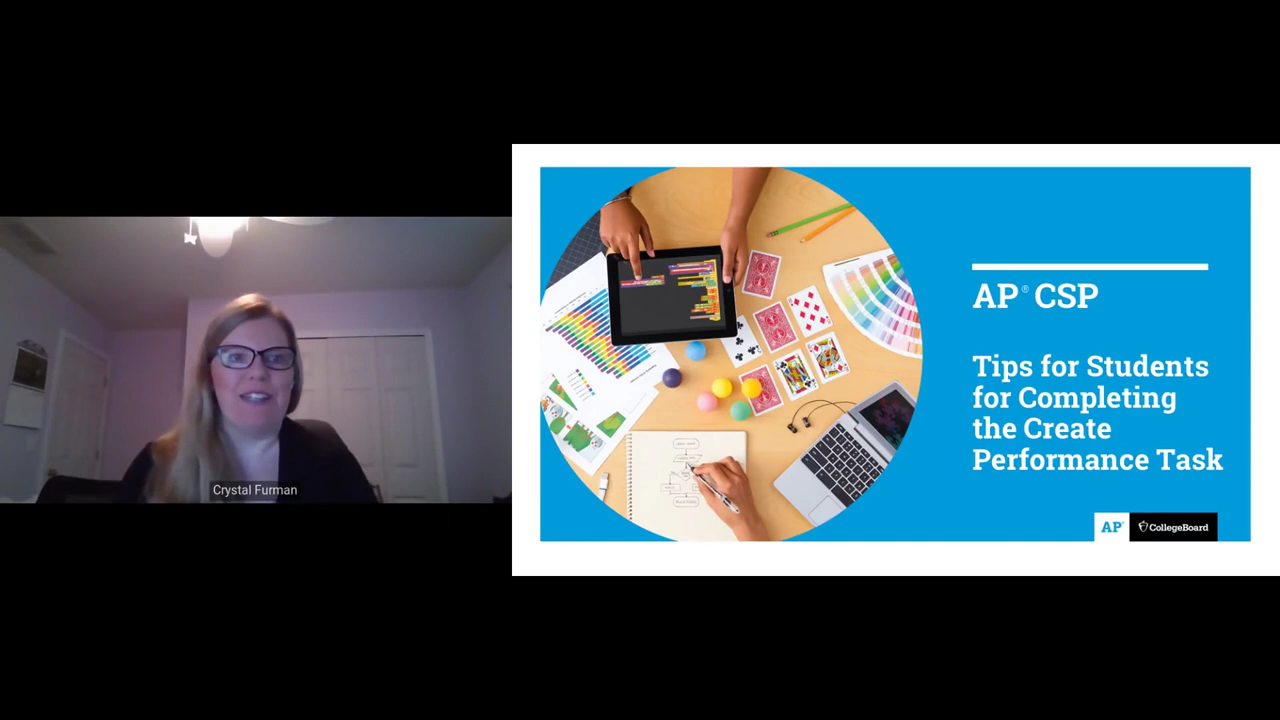 Crystal Furman
AP® CSP
Tips for Students
for Completing
the Create
Performance Task
AP®
CollegeBoard